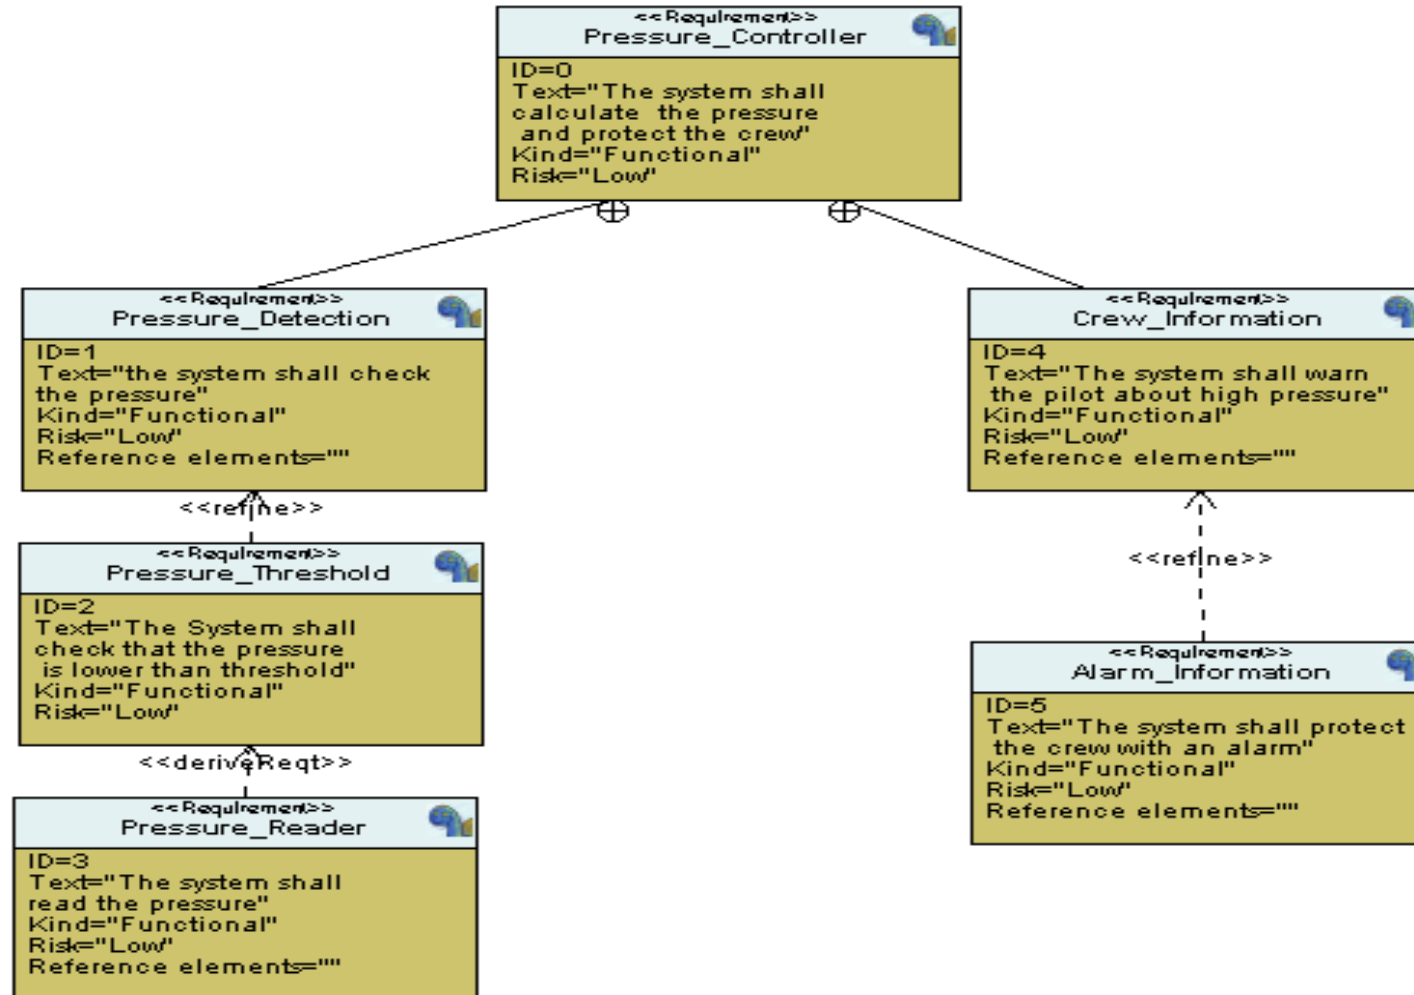 <<Requirement>>
Pressure_Controller
ID=0
Text="The system shall
calculate the pressure
and protect the crew"
Kind="Functional"
Risk="Low"
<<Requirement>>
Pressure_Detection
ID=1
Text="the system shall check
the pressure"
Kind="Functional"
Risk="Low"
Reference elements=""
<<refine>>
<<Requirement>>
Pressure_Threshold
ID=2
Text="The System shall
check that the pressure
is lower than threshold"
Kind="Functional"
Risk="Low"
<<deriveReqt>>
<<Requirement>>
Pressure_Reader
ID=3
Text="The system shall
read the pressure"
Kind="Functional"
Risk="Low"
Reference elements=""
<<Requirement>>
Crew_Information
ID=4
Text="The system shall warn
the pilot about high pressure"
Kind="Functional"
Risk="Low"
Reference elements=""
<<refine>>
<<Requirement>>
Alarm_Information
ID=5
Text="The system shall protect
the crew with an alarm"
Kind="Functional"
Risk="Low"
Reference elements=""